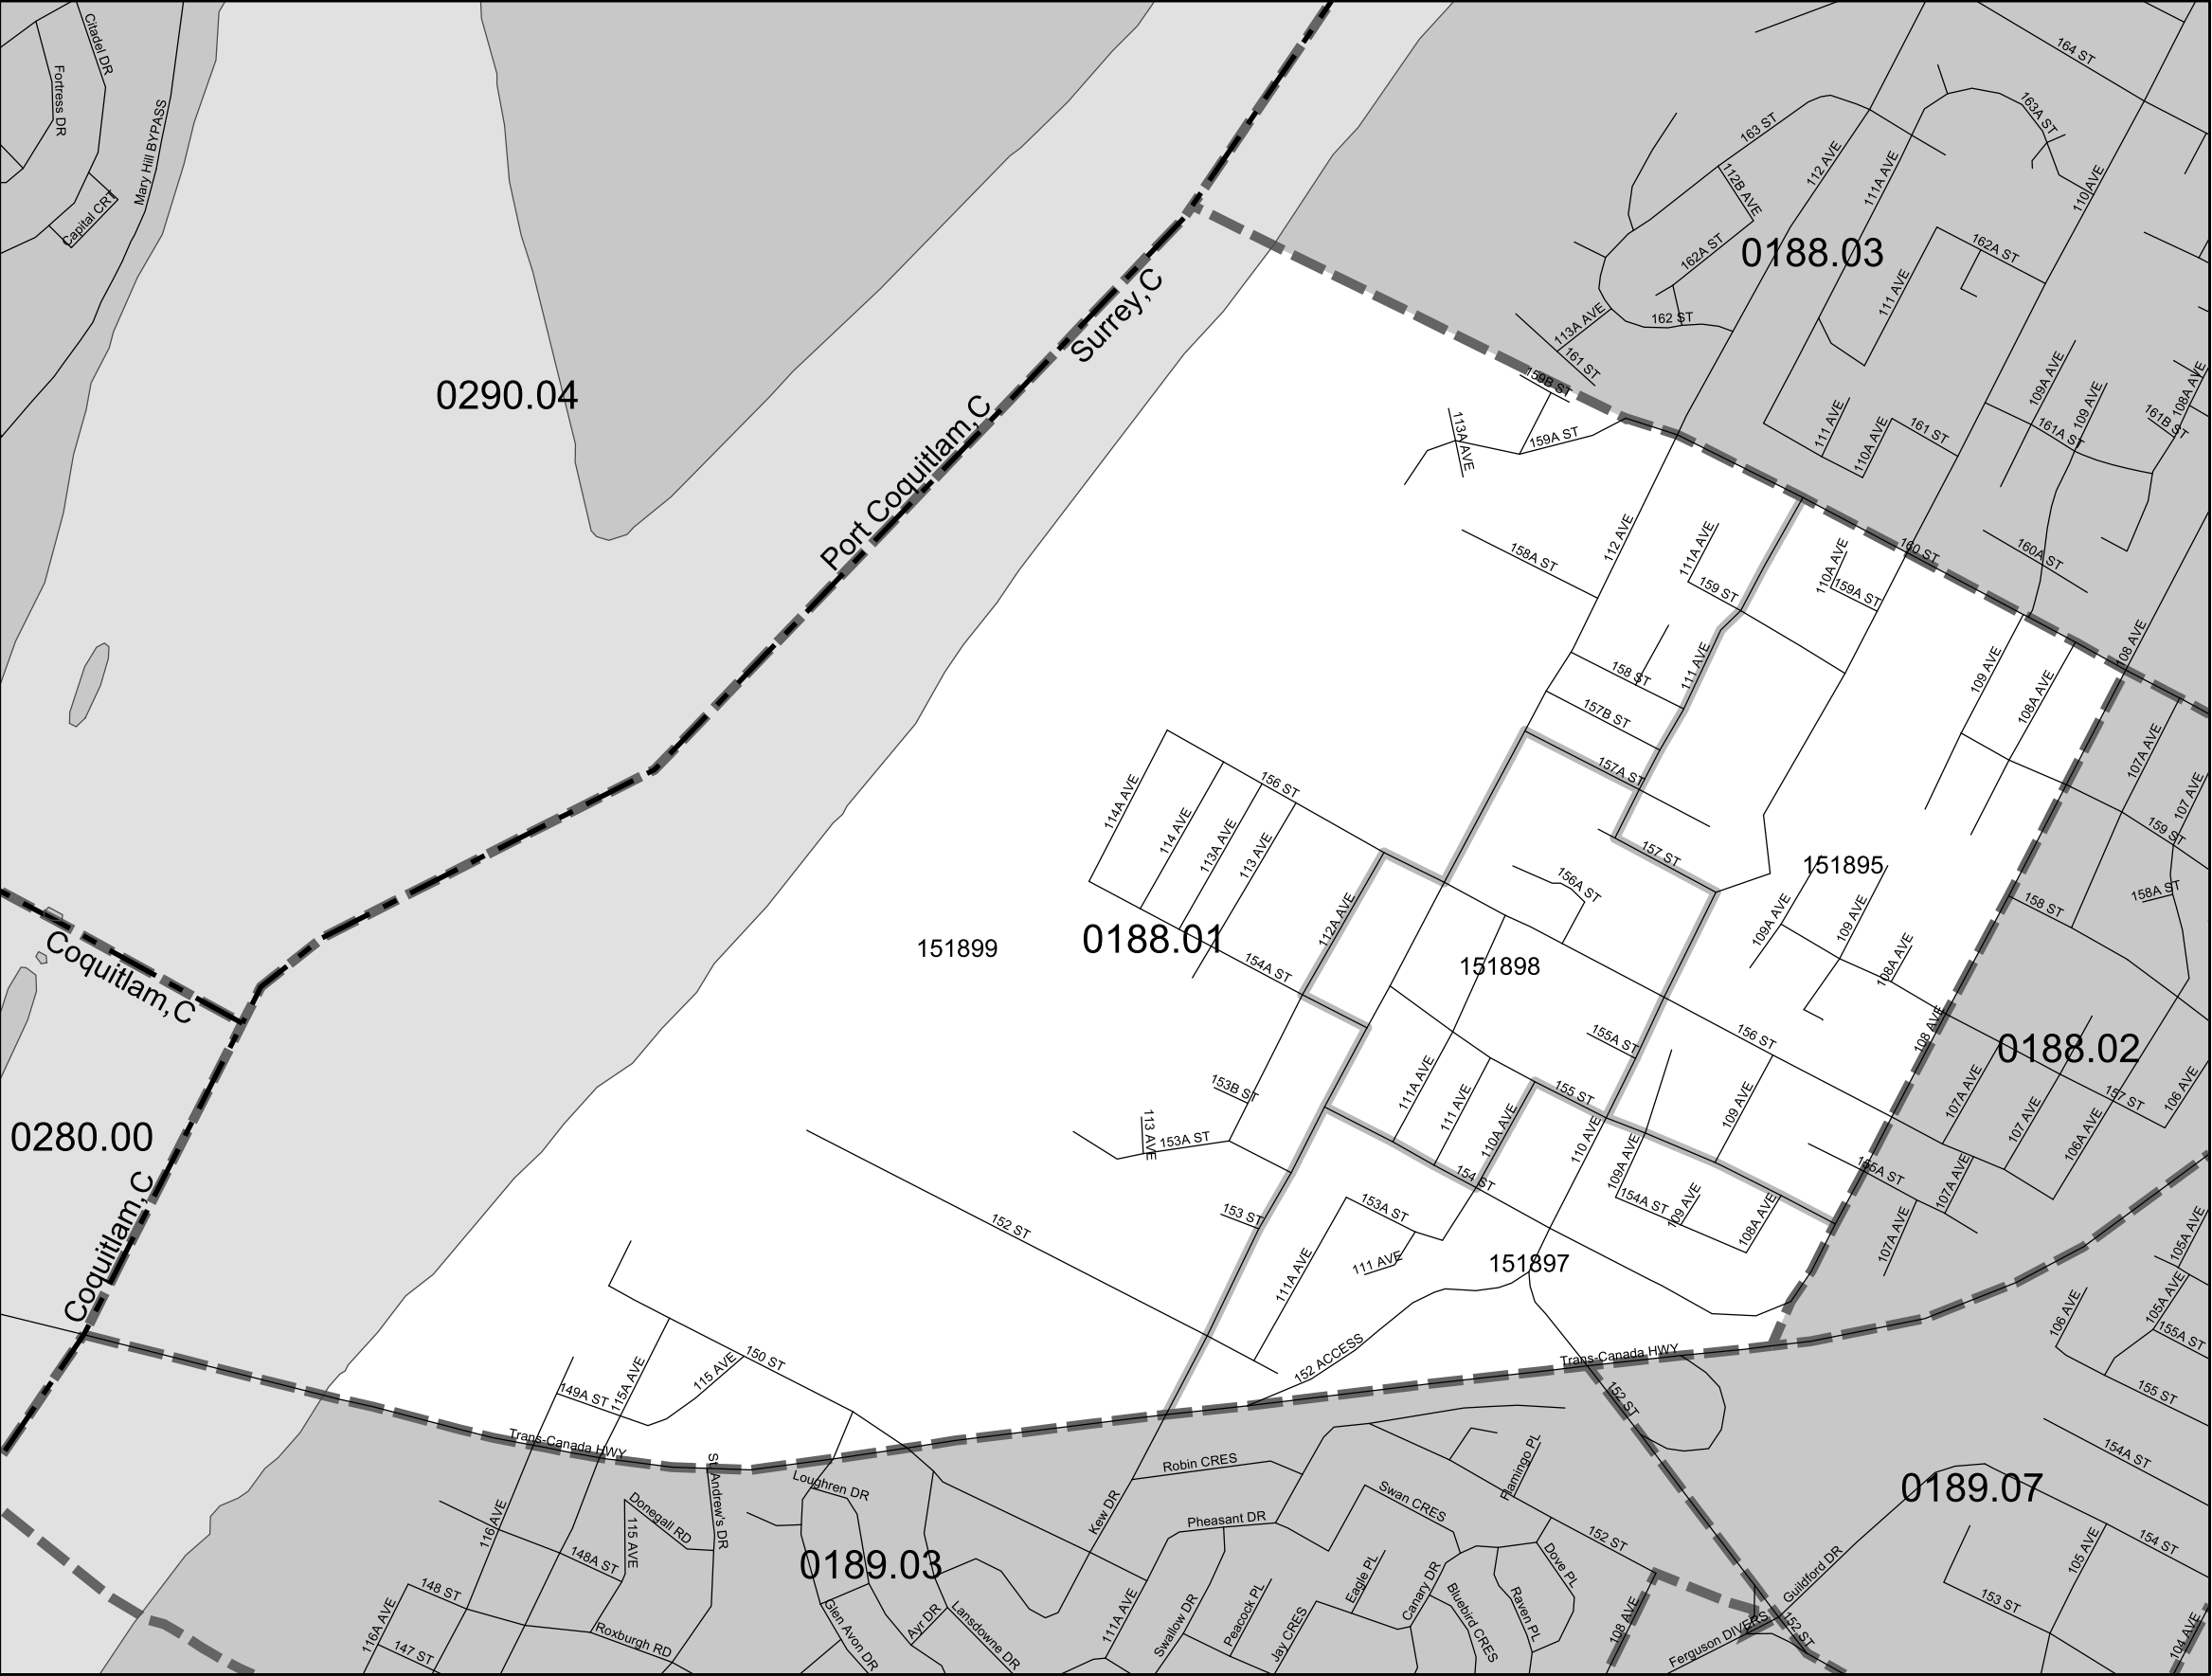 Citadel DR
Fortress DR
Mary Hill BYPASS
Capital CRT
164 ST
163A ST
163 ST
112 AVE
111A AVE
110 AVE
112B AVE
162A ST
0188.03
162A ST
111 AVE
162 ST
113A AVE
161 ST
159B ST
Surrey,C
Port Coquitlam,C
0290.04
109A AVE
109 AVE
108A AVE
161B ST
161A ST
161 ST
111 AVE
110A AVE
113A AVE
159A ST
160 ST
160A ST
158A ST
112 AVE
111A AVE
159 ST
110A AVE
159A ST
158 ST
111 AVE
157B ST
157A ST
109 AVE
108A AVE
108 AVE
107A AVE
107 AVE
159 ST
158A ST
158 ST
156 ST
114A AVE
114 AVE
113A AVE
113 AVE
157 ST
151895
156A ST
112A AVE
109A AVE
109 AVE
108A AVE
151899
0188.01
154A ST
151898
Coquitlam,C
155A ST
156 ST
108 AVE
0188.02
107A AVE
107 AVE
157 ST
106A AVE
106 AVE
0280.00
Coquitlam,C
153B ST
113 AVE
153A ST
111A AVE
111 AVE
110A AVE
155 ST
110 AVE
109 AVE
109A AVE
154A ST
109 AVE
108A AVE
154 ST
155A ST
107A AVE
107A AVE
105A AVE
152 ST
153 ST
153A ST
111 AVE
111A AVE
151897
106 AVE
105A AVE
155A ST
155 ST
152 ACCESS
Trans-Canada HWY
150 ST
115 AVE
115A AVE
149A ST
Trans-Canada HWY
152 ST
154A ST
0189.07
154 ST
105 AVE
153 ST
104 AVE
Guildford DR
Ferguson DIVERS
152 ST
108 AVE
152 ST
Flamingo PL
Robin CRES
Swan CRES
Pheasant DR
Kew DR
Loughren DR
St. Andrew's DR
Donegall RD
115 AVE
116 AVE
148A ST
148 ST
116A AVE
147 ST
Roxburgh RD
0189.03
Glen Avon DR
Ayr DR
Lansdowne DR
111A AVE
Swallow DR
Peacock PL
Jay CRES
Eagle PL
Canary DR
Bluebird CRES
Raven PL
Dove PL